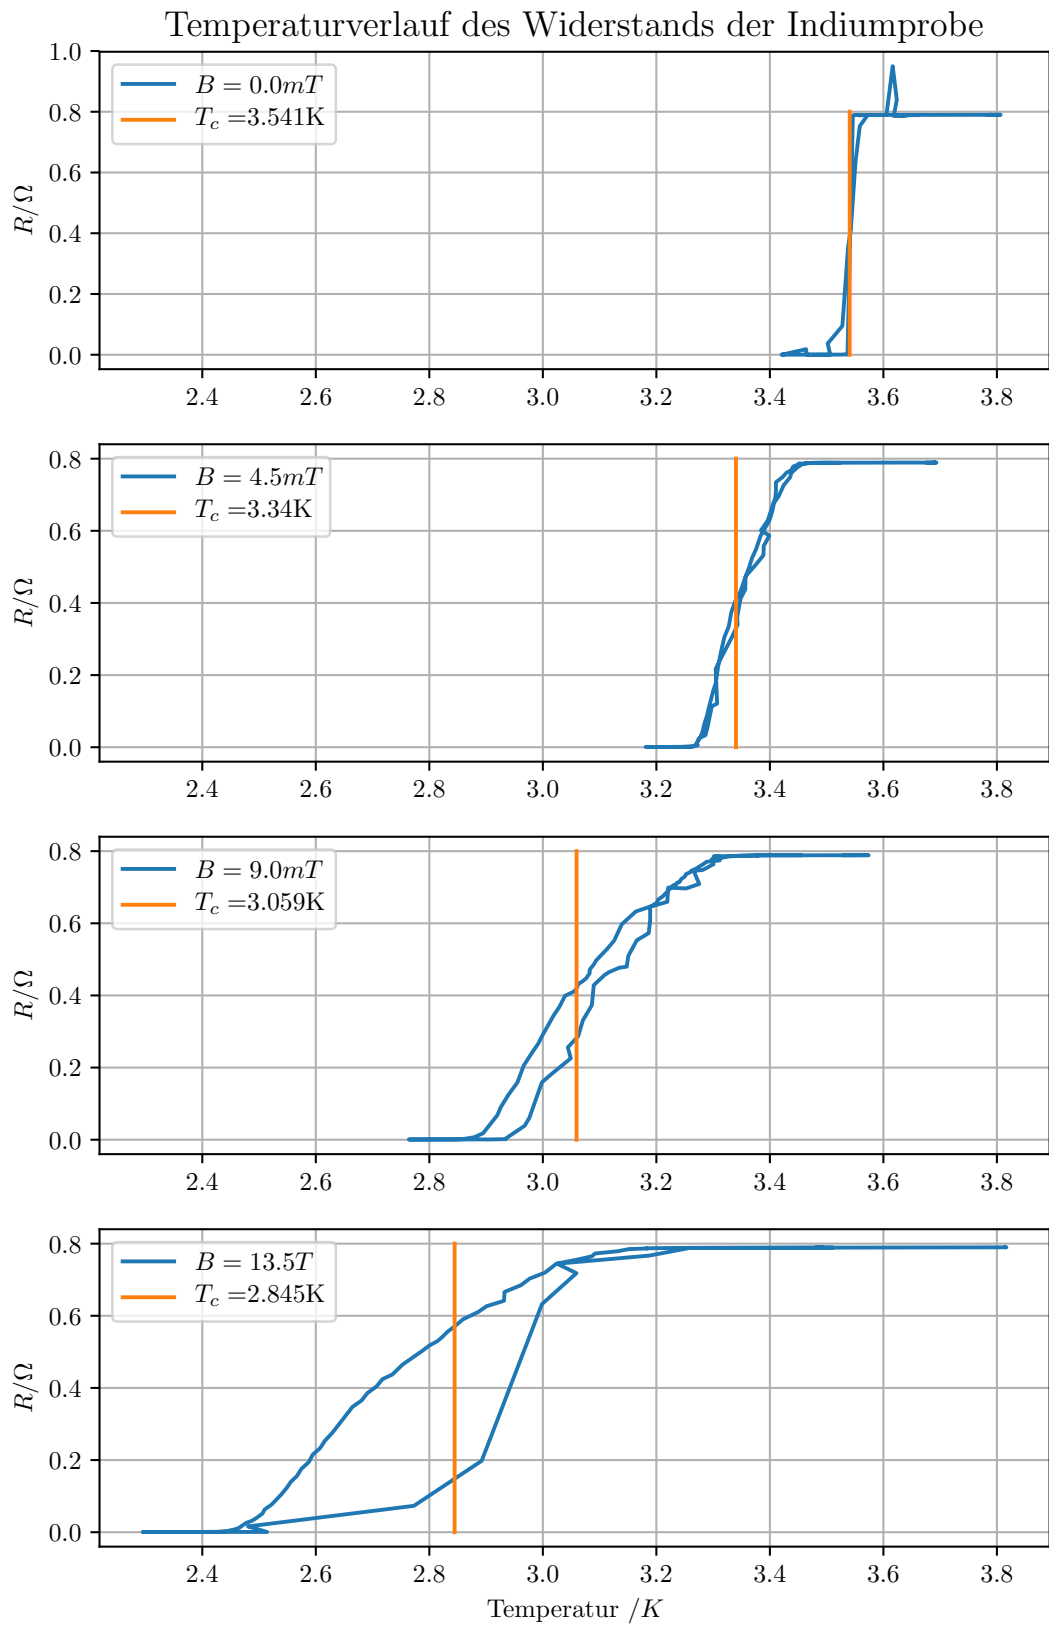 Temperaturverlauf des Widerstands der Indiumprobe
1.0
0.8
0.6
0.4
0.2
0.0
R/Ω
B = 0.0mT
T_c =3.541K
2.4 2.6 2.8 3.0 3.2 3.4 3.6 3.8
0.8
0.6
0.4
0.2
0.0
R/Ω
B = 4.5mT
T_c =3.34K
2.4 2.6 2.8 3.0 3.2 3.4 3.6 3.8
0.8
0.6
0.4
0.2
0.0
R/Ω
B = 9.0mT
T_c =3.059K
2.4 2.6 2.8 3.0 3.2 3.4 3.6 3.8
0.8
0.6
0.4
0.2
0.0
R/Ω
B = 13.5T
T_c =2.845K
2.4 2.6 2.8 3.0 3.2 3.4 3.6 3.8
Temperatur /K